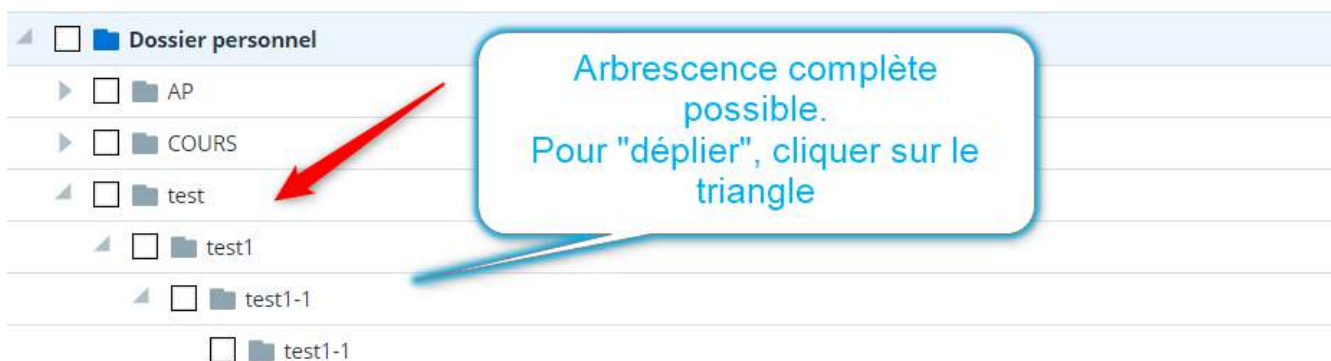 Dossier personnel
AP
COURS
test
test1
test1-1
test1-1
Arbrescence complète
possible.
Pour "déplier", cliquer sur le
triangle